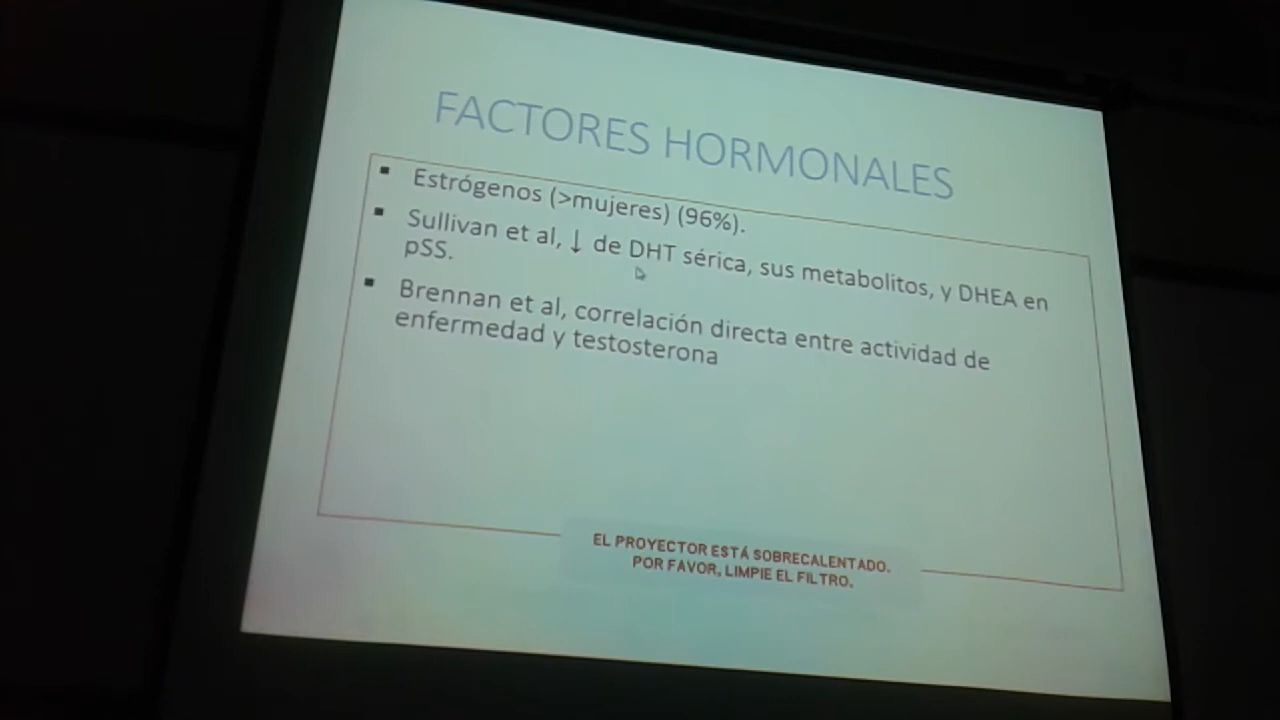 FACTORES HORMONALES
▪ Estrógenos (>mujeres) (96%).
▪ Sullivan et al, ↓ de DHT sérica, sus metabolitos, y DHEA en
pSS.
▪ Brennan et al, correlación directa entre actividad de
enfermedad y testosterona
EL PROYECTOR ESTÁ SOBRECALENTADO.
POR FAVOR, LIMPIE EL FILTRO.